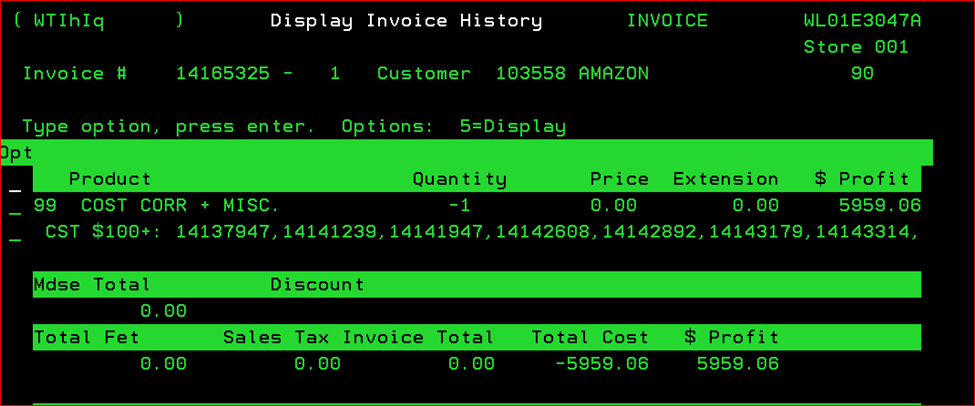 ( WTIhIq ) Display Invoice History INVOICE WL01E3047A
Store 001
Invoice # 14165325 - 1 Customer 103558 AMAZON 90
Type option, press enter. Options: 5=Display
Opt
_ Product Quantity Price Extension $ Profit
_ 99 COST CORR + MISC. -1 0.00 0.00 5959.06
_ CST $100+: 14137947,14141239,14141947,14142608,14142892,14143179,14143314,
Mdse Total Discount
0.00
Total Fet Sales Tax Invoice Total Total Cost $ Profit
0.00 0.00 0.00 -5959.06 5959.06